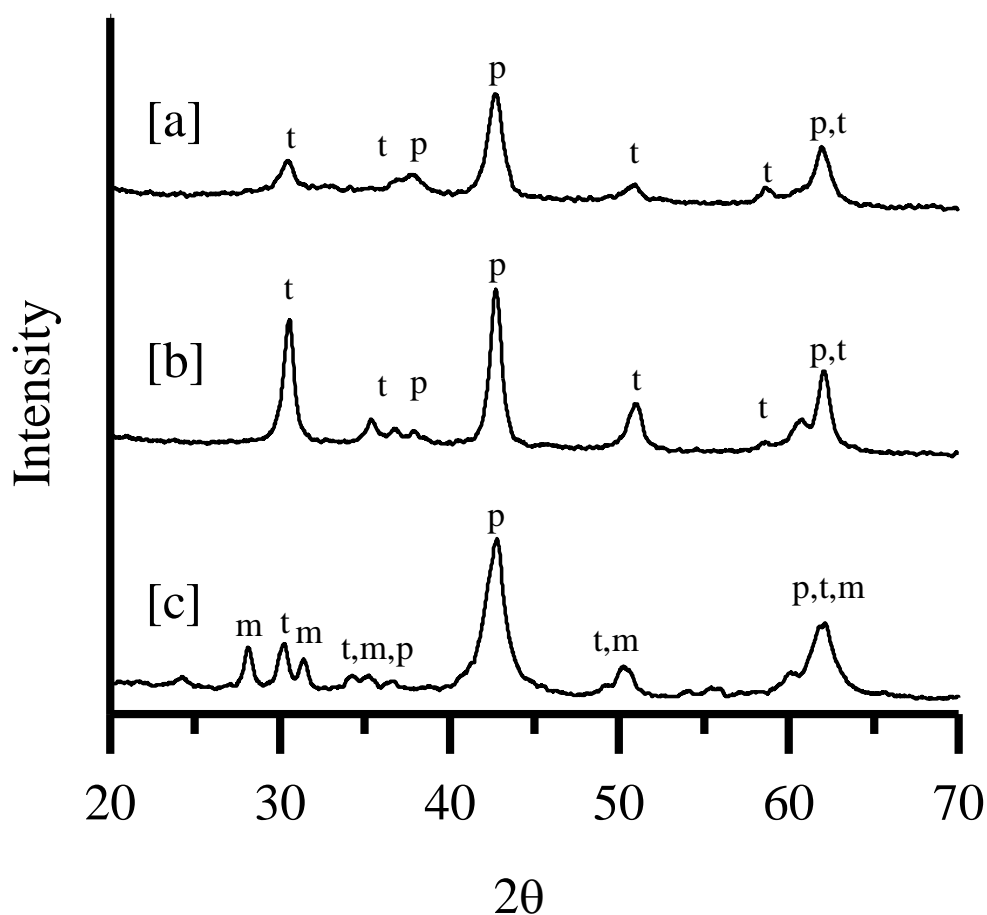 p
[a]
t
t
p
t
t
p,t
p
t
[b]
t
p
t
t
p,t
p
[c]
m
t
m
t,m,p
t,m
p,t,m
Intensity
20
30
40
50
60
70
2θ